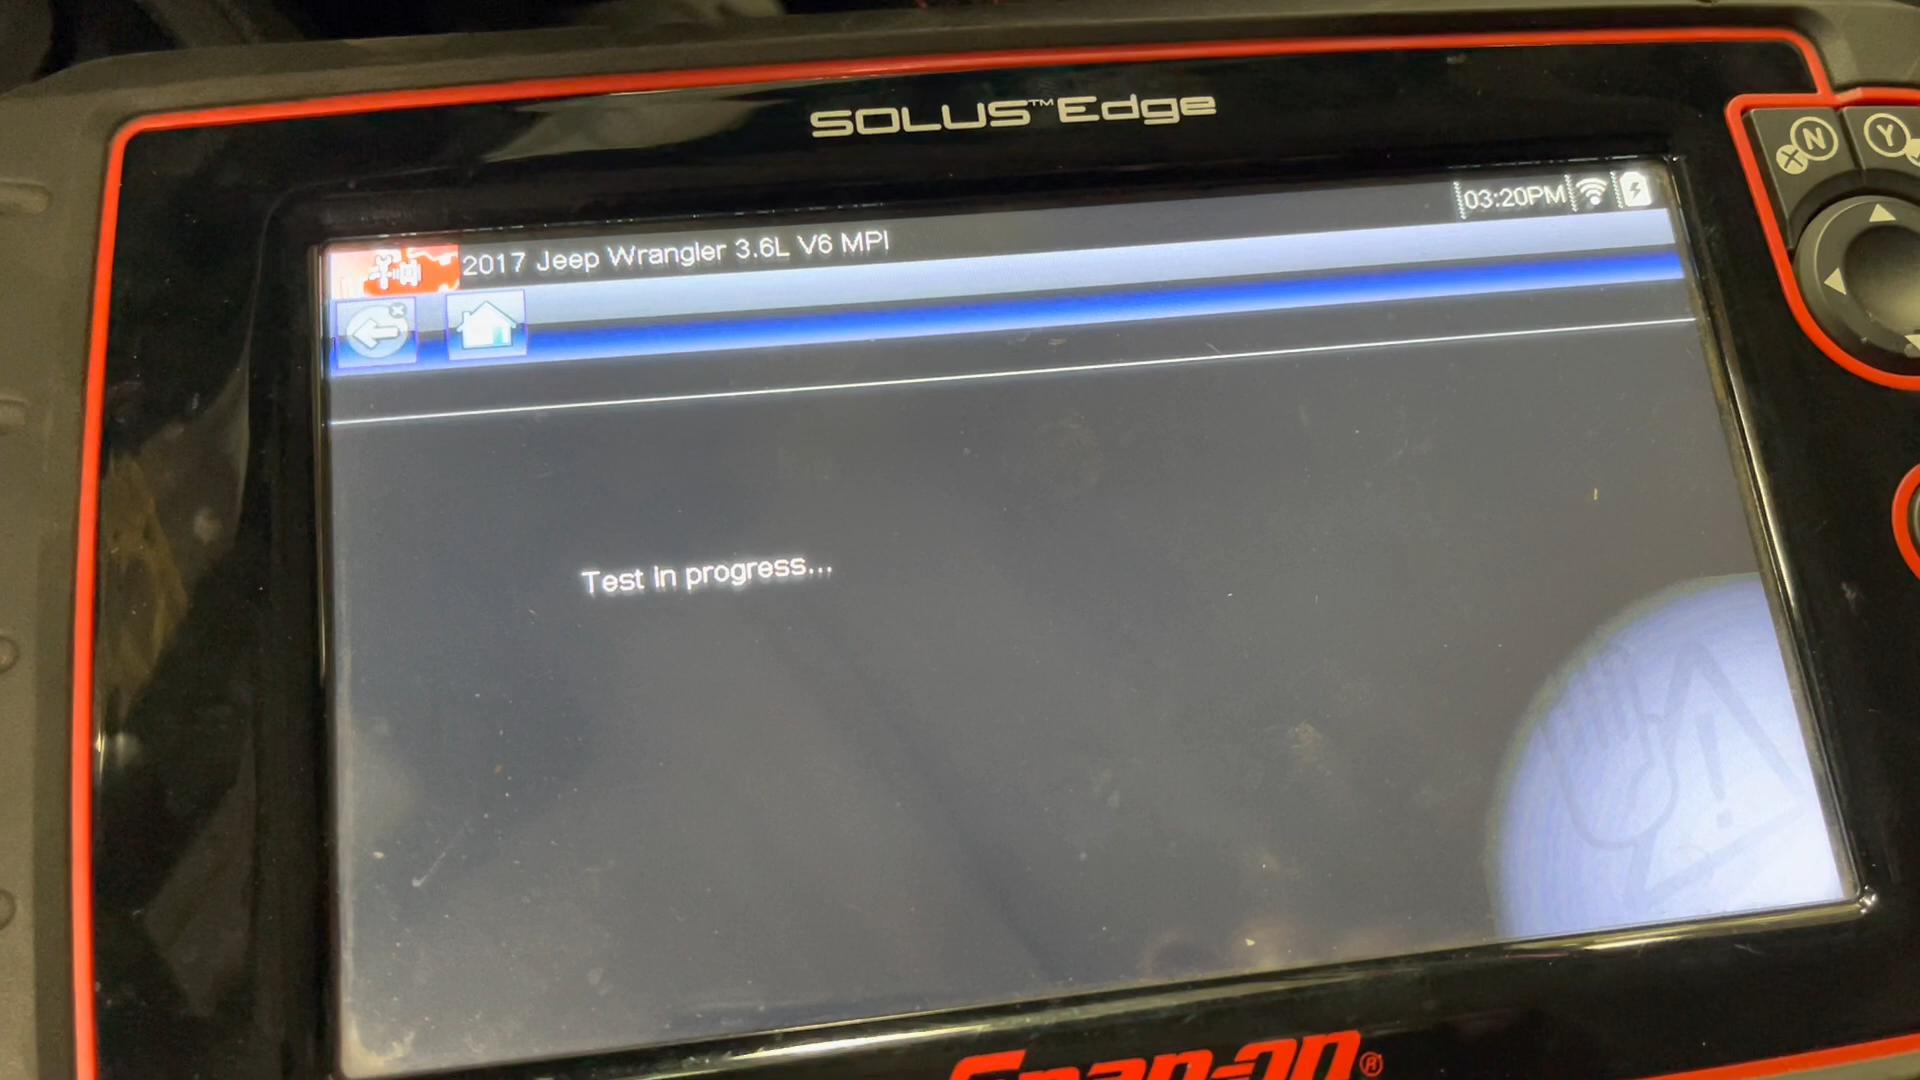 SOLUS™ Edge
N
Y
03:20PM
2017 Jeep Wrangler 3.6L V6 MPI
Test in progress...
Snap-on®